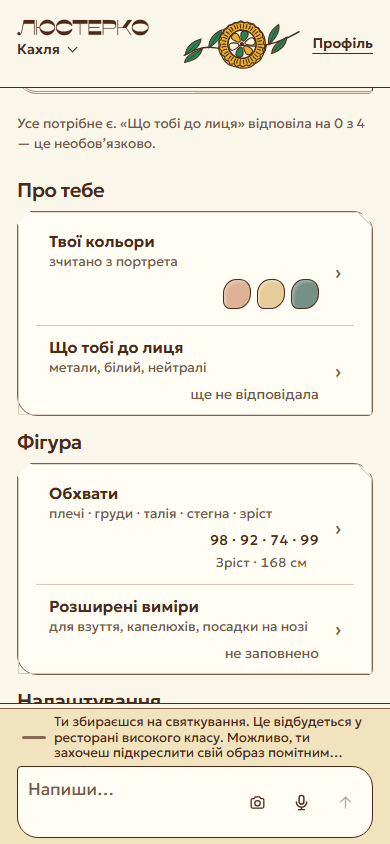 ЛЮСТЕРКО
Кахля
Профіль
Усе потрібне є. «Що тобі до лиця» відповіла на 0 з 4
— це необовʼязково.
Про тебе
Твої кольори
зчитано з портрета
Що тобі до лиця
метали, білий, нейтралі
ще не відповідала
Фігура
Обхвати
плечі · груди · талія · стегна · зріст
98 · 92 · 74 · 99
Зріст · 168 см
Розширені виміри
для взуття, капелюхів, посадки на нозі
не заповнено
Налаштування
Ти збираєшся на святкування. Це відбудеться у
ресторані високого класу. Можливо, ти
захочеш підкреслити свій образ помітним...
Напиши...